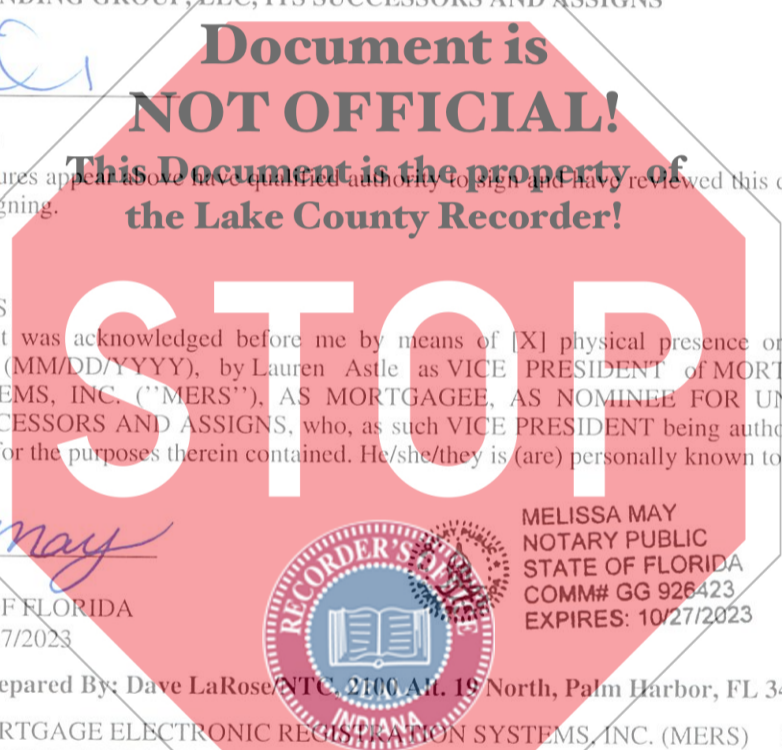 NDING GROUP, LLC, ITS SUCCESSORS AND ASSIGNS
Document is
NOT OFFICIAL!
This Document is the property of
the Lake County Recorder!
ures appear above have qualified authority to sign and have reviewed this d
gning.
STOP
S
t was acknowledged before me by means of [X] physical presence or
(MM/DD/YYYY), by Lauren Astle as VICE PRESIDENT of MORT
EMS, INC. (''MERS''), AS MORTGAGEE, AS NOMINEE FOR UN
CESSORS AND ASSIGNS, who, as such VICE PRESIDENT being autho
for the purposes therein contained. He/she/they is (are) personally known to
May
MELISSA MAY
NOTARY PUBLIC
STATE OF FLORIDA
COMM# GG 926423
EXPIRES: 10/27/2023
RECORDER'S OFFICE
INDIANA
F FLORIDA
7/2023
epared By: Dave LaRose/NTC, 2100 Alt. 19 North, Palm Harbor, FL 34
RTGAGE ELECTRONIC REGISTRATION SYSTEMS, INC. (MERS)